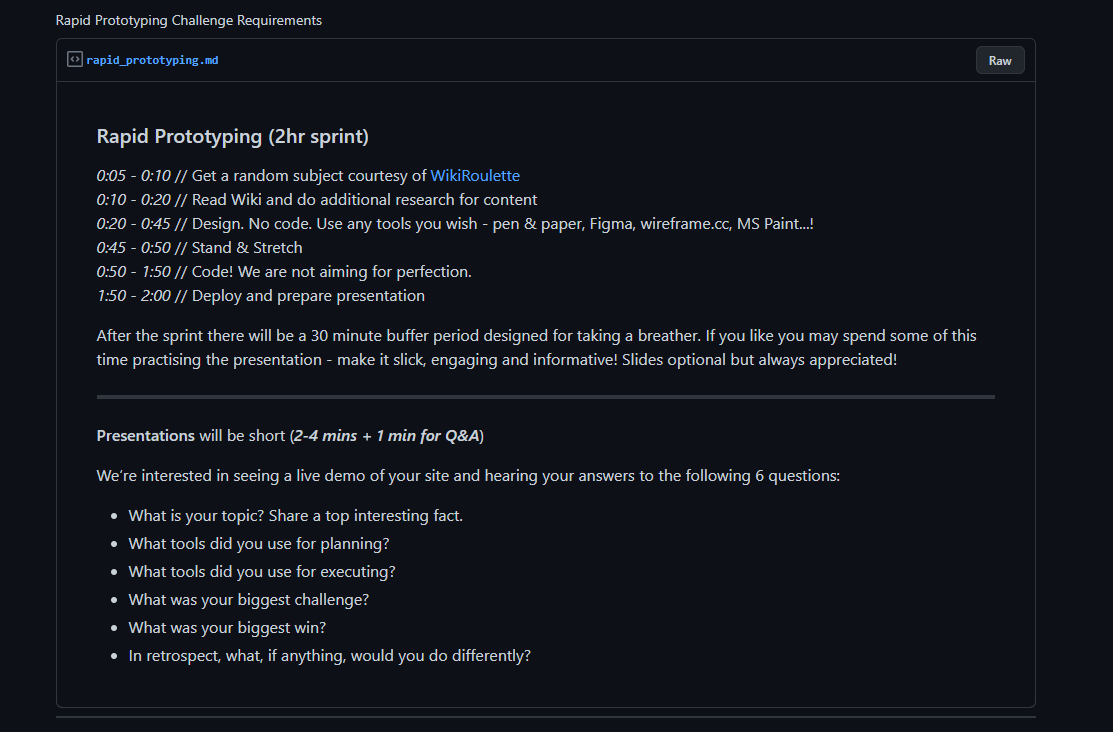 Rapid Prototyping Challenge Requirements
rapid_prototyping.md
Raw
Rapid Prototyping (2hr sprint)
0:05 - 0:10 // Get a random subject courtesy of WikiRoulette
0:10 - 0:20 // Read Wiki and do additional research for content
0:20 - 0:45 // Design. No code. Use any tools you wish - pen & paper, Figma, wireframe.cc, MS Paint...!
0:45 - 0:50 // Stand & Stretch
0:50 - 1:50 // Code! We are not aiming for perfection.
1:50 - 2:00 // Deploy and prepare presentation
After the sprint there will be a 30 minute buffer period designed for taking a breather. If you like you may spend some of this
time practising the presentation - make it slick, engaging and informative! Slides optional but always appreciated!
Presentations will be short (2-4 mins + 1 min for Q&A)
We're interested in seeing a live demo of your site and hearing your answers to the following 6 questions:
• What is your topic? Share a top interesting fact.
• What tools did you use for planning?
• What tools did you use for executing?
• What was your biggest challenge?
• What was your biggest win?
• In retrospect, what, if anything, would you do differently?